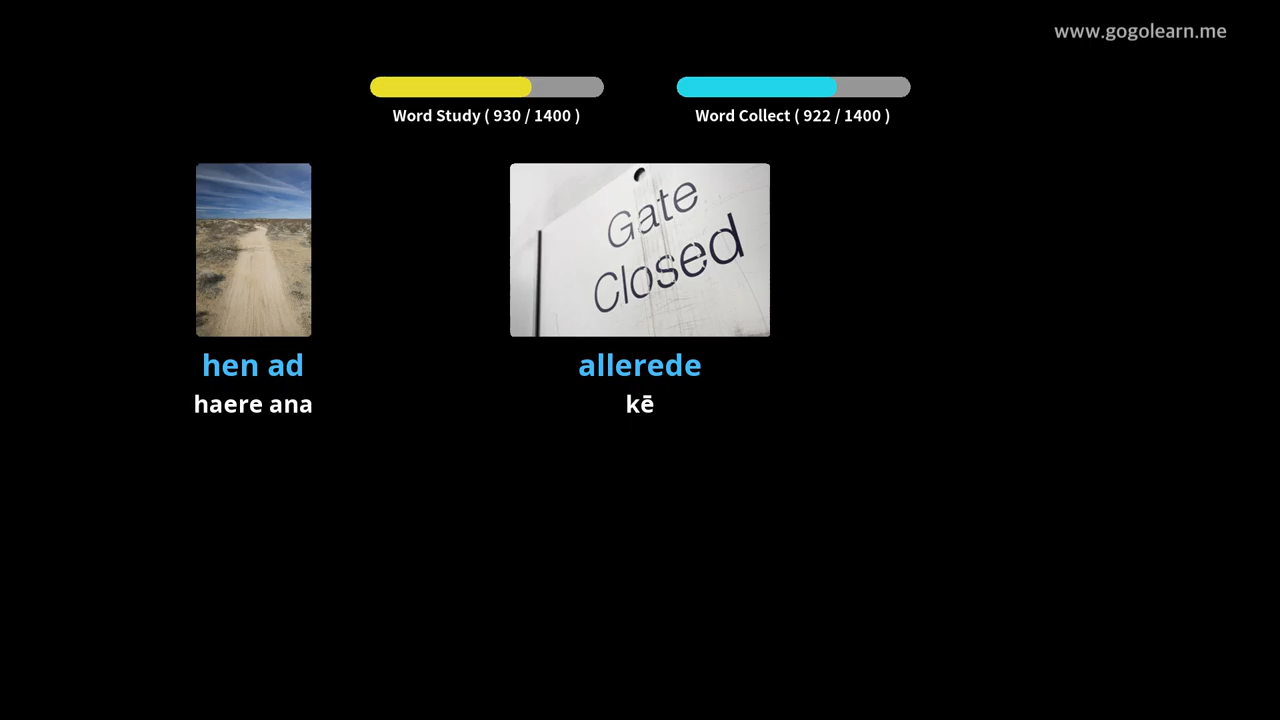 www.gogolearn.me
Word Study ( 930 / 1400 )
Word Collect ( 922 / 1400 )
Gate
Closed
hen ad
allerede
haere ana
kē